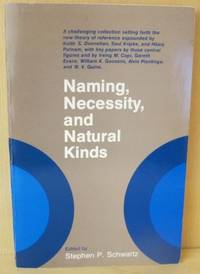 A challenging collection setting forth the
new theory of reference expounded by
Keith S. Donnellan, Saul Kripke, and Hilary
Putnam, with key papers by those central
figures and by Irving M. Copi, Gareth
Evans, William K. Goosens, Alvin Plantinga,
and W. V. Quine.
Naming,
Necessity,
and
Natural
Kinds
Edited by
Stephen P. Schwartz